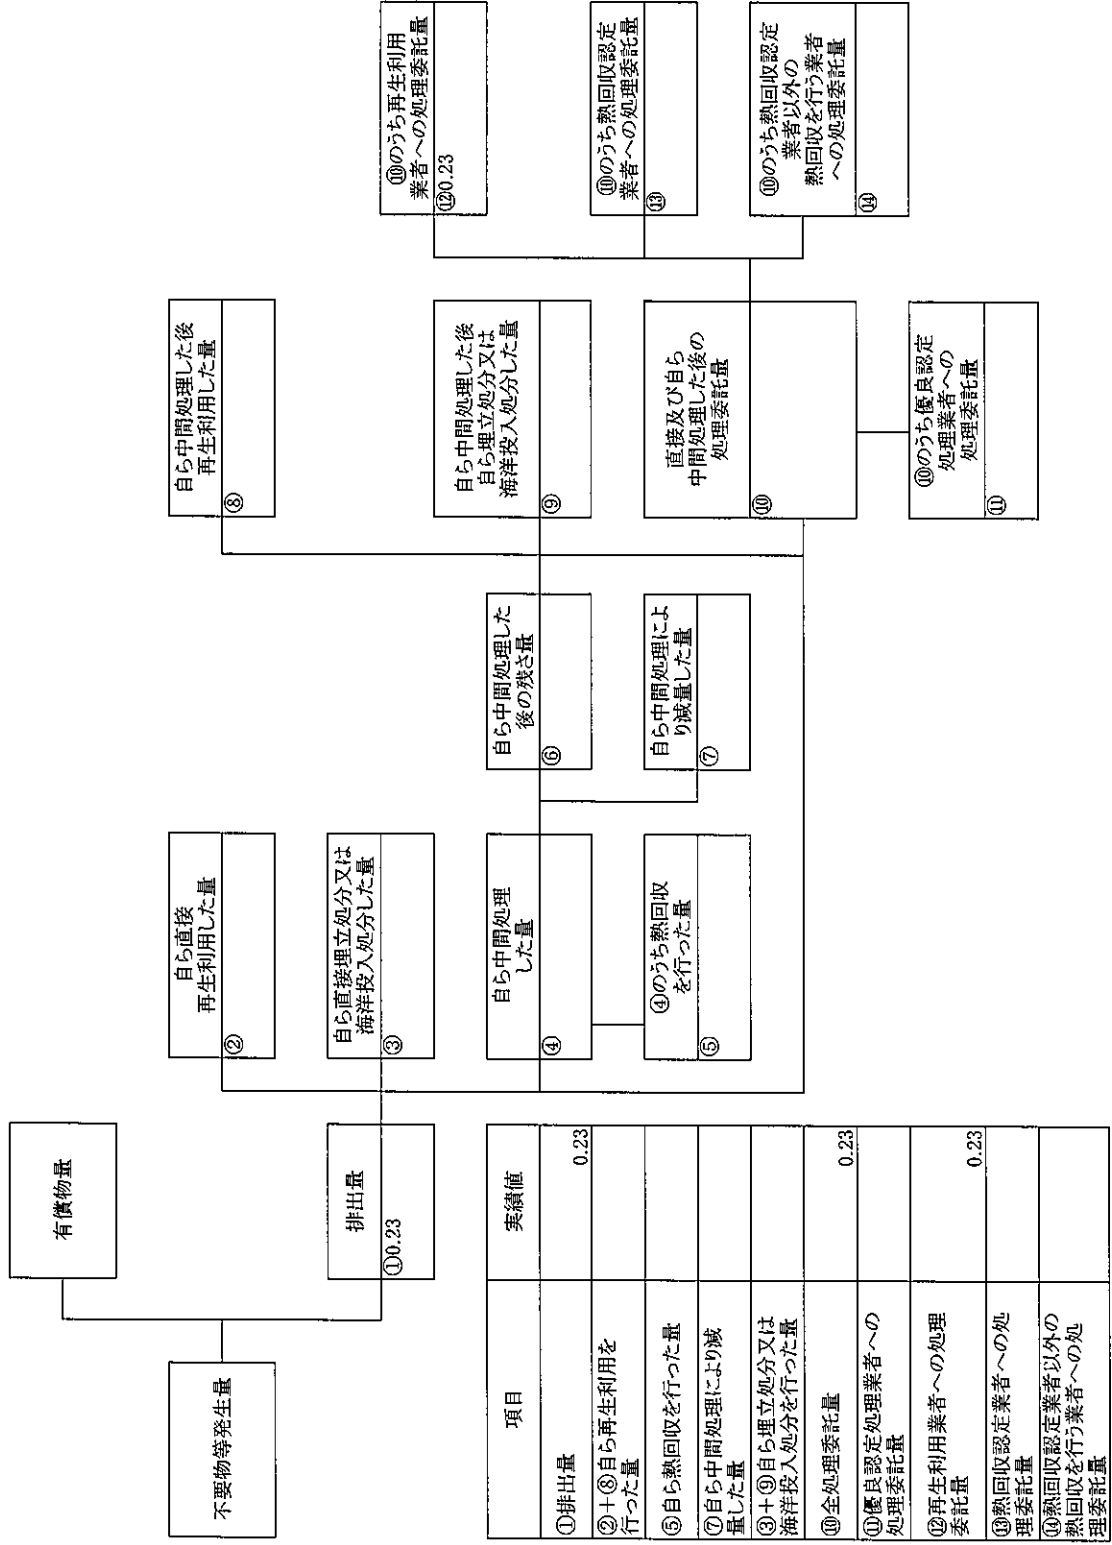 不要物等発生量
有償物量
排出量
①0.23
自ら直接
再生利用した量
②
自ら直接埋立処分又は
海洋投入処分した量
③
自ら中間処理
した量
④
④のうち熱回収
を行った量
⑤
自ら中間処理した
後の残さ量
⑥
自ら中間処理によ
り減量した量
⑦
自ら中間処理した後
再生利用した量
⑧
自ら中間処理した後
自ら埋立処分又は
海洋投入処分した量
⑨
直接及び自ら
中間処理した後の
処理委託量
⑩
⑩のうち優良認定
処理業者への
処理委託量
⑪
⑩のうち再生利用
業者への処理委託量
⑫0.23
⑩のうち熱回収認定
業者への処理委託量
⑬
⑩のうち熱回収認定
業者以外の
熱回収を行う業者
への処理委託量
⑭
項目 実績値
①排出量 0.23
②+⑧自ら再生利用を
行った量
⑤自ら熱回収を行った量
⑦自ら中間処理により減
量した量
③+⑨自ら埋立処分又は
海洋投入処分を行った量
⑩全処理委託量 0.23
⑪優良認定処理業者への
処理委託量
⑫再生利用業者への処理
委託量 0.23
⑬熱回収認定業者への処
理委託量
⑭熱回収認定業者以外の
熱回収を行う業者への処
理委託量